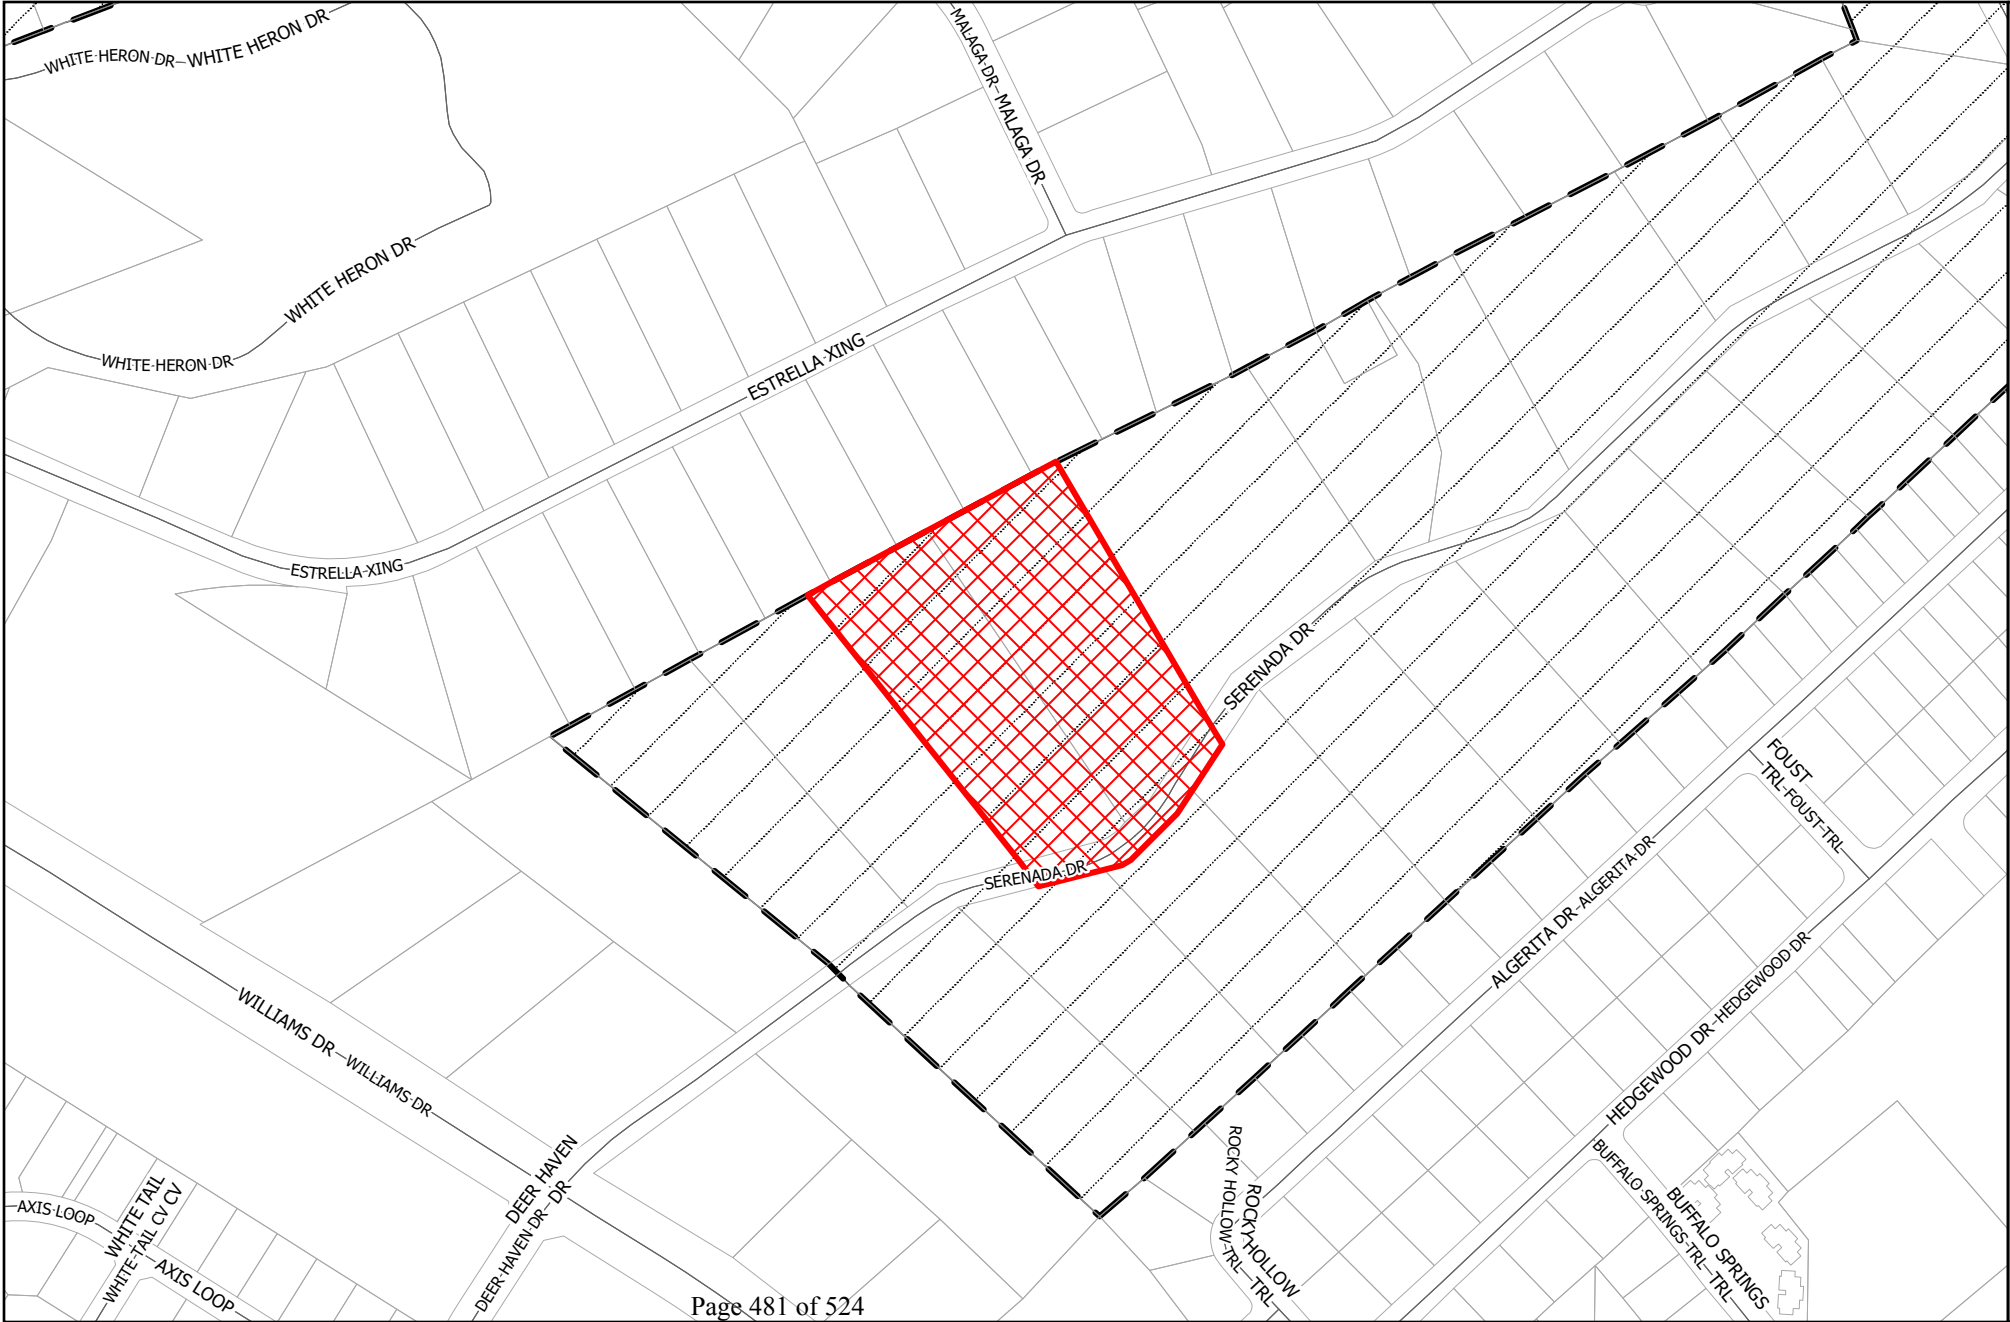 WHITE HERON DR
WHITE HERON DR
MALAGA DR
MALAGA DR
WHITE HERON DR
WHITE HERON DR
ESTRELLA XING
ESTRELLA XING
SERENADA DR
SERENADA DR
FOUST
TRL
FOUST TRL
ALGERITA DR
ALGERITA DR
HEDGEWOOD DR
HEDGEWOOD DR
WILLIAMS DR
WILLIAMS DR
DEER HAVEN
DR
DEER HAVEN DR
ROCKY HOLLOW
TRL
ROCKY HOLLOW TRL
BUFFALO SPRINGS
TRL
BUFFALO SPRINGS TRL
WHITE TAIL
CV
WHITE TAIL CV
AXIS LOOP
AXIS LOOP
Page 481 of 524